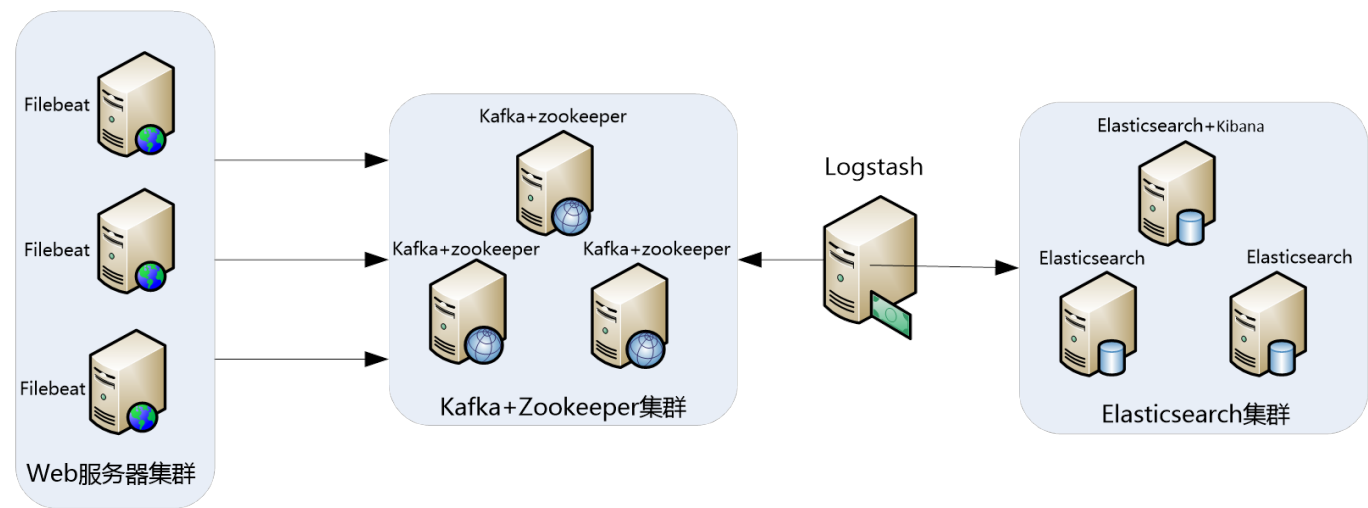 Filebeat
Filebeat
Filebeat
Web服务器集群
Kafka+zookeeper
Kafka+zookeeper
Kafka+zookeeper
Kafka+Zookeeper集群
Logstash
Elasticsearch+Kibana
Elasticsearch
Elasticsearch
Elasticsearch集群